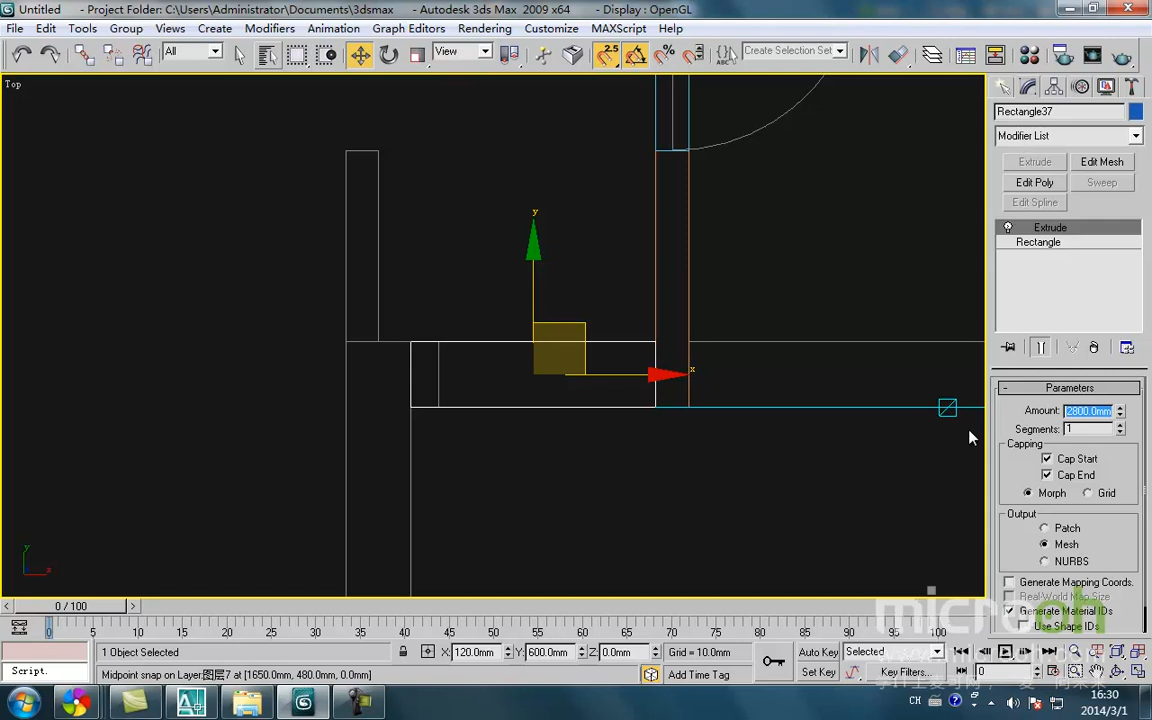 Untitled - Project Folder: C:\Users\Administrator\Documents\3dsmax - Autodesk 3ds Max 2009 x64 - Display : OpenGL
File Edit Tools Group Views Create Modifiers Animation Graph Editors Rendering Customize MAXScript Help
All View 2.5 Create Selection Set
Top
Rectangle37
Modifier List
Extrude Edit Mesh
Edit Poly Sweep
Edit Spline
Extrude
Rectangle
y
x
Parameters
Amount: 2800.0mm
Segments: 1
Capping
Cap Start
Cap End
Morph Grid
Output
Patch
Mesh
NURBS
Generate Mapping Coords.
Real-World Map Size
Generate Material IDs
Use Shape IDs
y
x
0 / 100
0 5 10 15 20 25 30 35 40 45 50 55 60 65 70 75 80 85 90 95 100
1 Object Selected X: 120.0mm Y: 600.0mm Z: 0.0mm Grid = 10.0mm Auto Key Selected
Script. Midpoint snap on Layer:图层7 at [1650.0mm, 480.0mm, 0.0mm] Add Time Tag Set Key Key Filters... 0
CH 16:30
2014/3/1